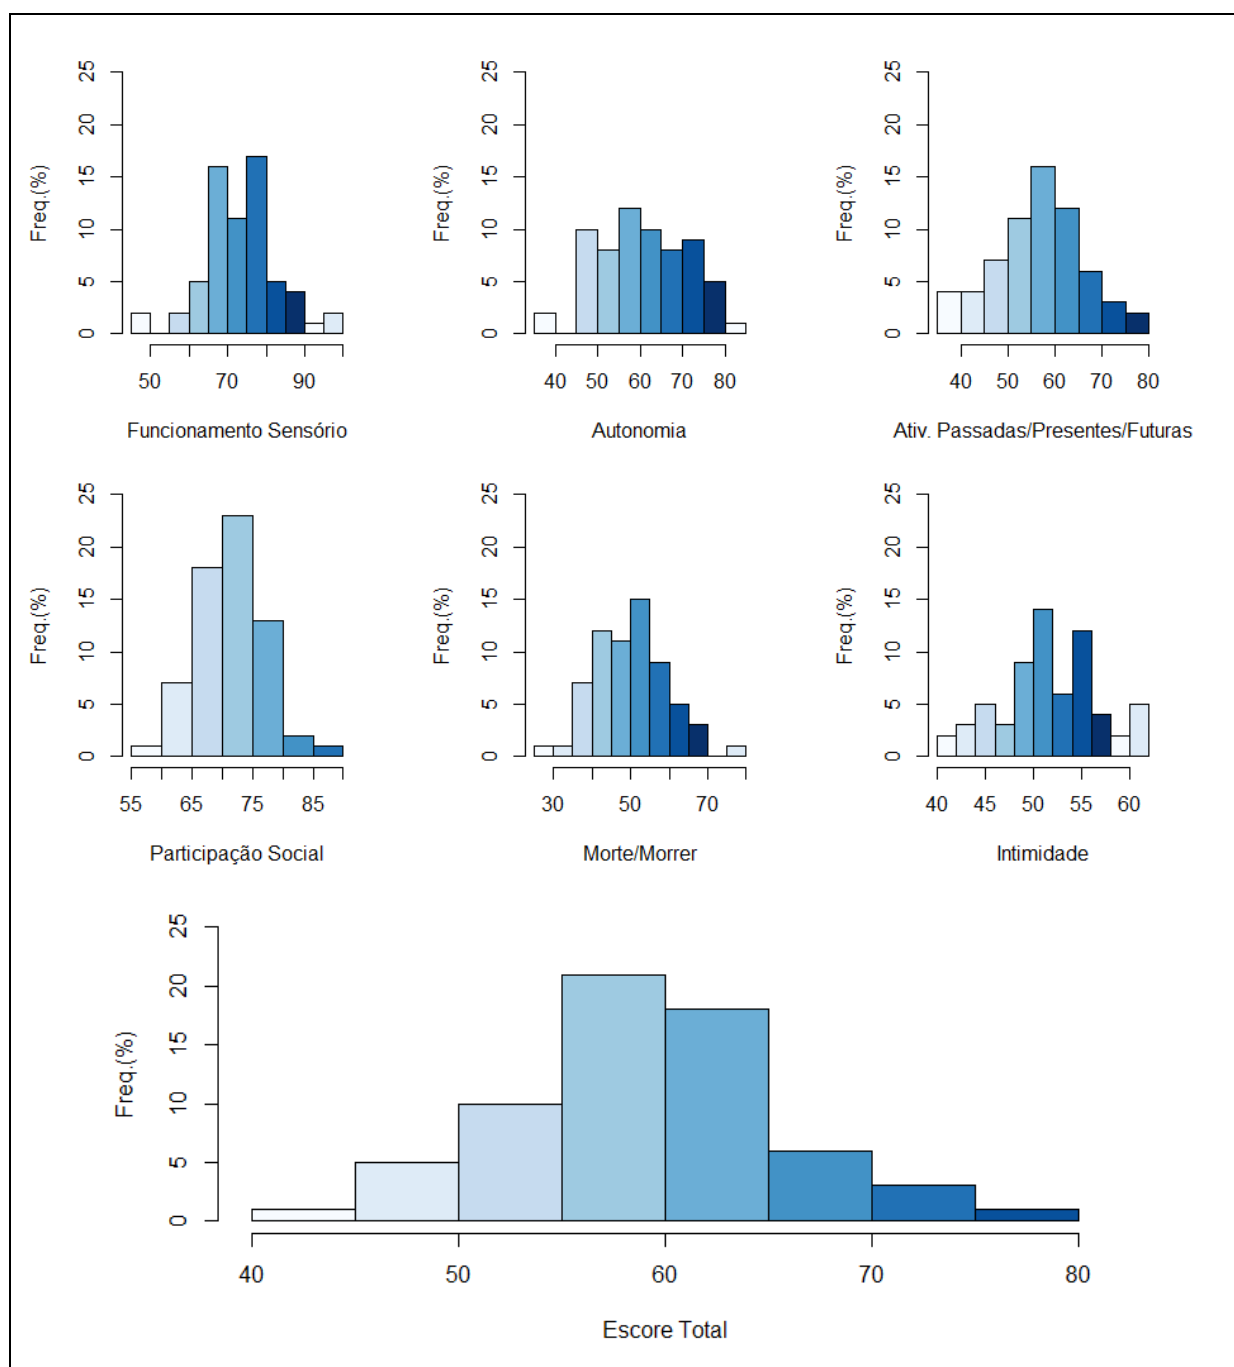 25
20
15
10
5
0
Freq.(%)
50 70 90
Funcionamento Sensório
25
20
15
10
5
0
Freq.(%)
40 50 60 70 80
Autonomia
25
20
15
10
5
0
Freq.(%)
40 50 60 70 80
Ativ. Passadas/Presentes/Futuras
25
20
15
10
5
0
Freq.(%)
55 65 75 85
Participação Social
25
20
15
10
5
0
Freq.(%)
30 50 70
Morte/Morrer
25
20
15
10
5
0
Freq.(%)
40 45 50 55 60
Intimidade
25
20
15
10
5
0
Freq.(%)
40 50 60 70 80
Escore Total